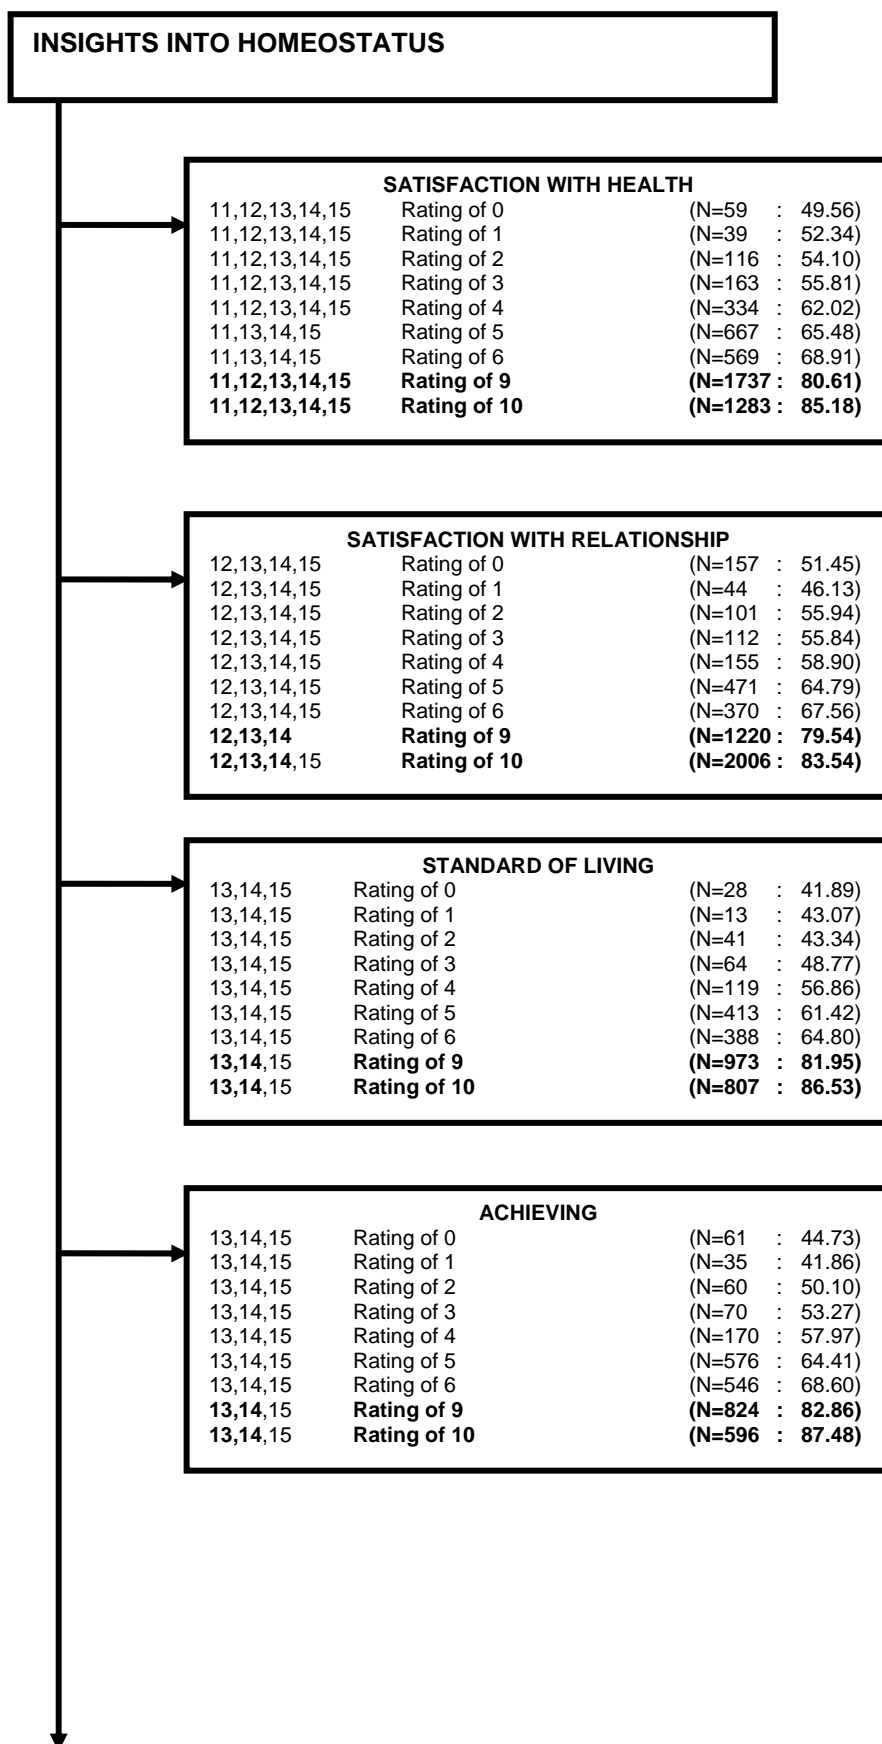 INSIGHTS INTO HOMEOSTATUS
SATISFACTION WITH HEALTH
11,12,13,14,15 Rating of 0 (N=59 : 49.56)
11,12,13,14,15 Rating of 1 (N=39 : 52.34)
11,12,13,14,15 Rating of 2 (N=116 : 54.10)
11,12,13,14,15 Rating of 3 (N=163 : 55.81)
11,12,13,14,15 Rating of 4 (N=334 : 62.02)
11,13,14,15 Rating of 5 (N=667 : 65.48)
11,13,14,15 Rating of 6 (N=569 : 68.91)
11,12,13,14,15 Rating of 9 (N=1737 : 80.61)
11,12,13,14,15 Rating of 10 (N=1283 : 85.18)
SATISFACTION WITH RELATIONSHIP
12,13,14,15 Rating of 0 (N=157 : 51.45)
12,13,14,15 Rating of 1 (N=44 : 46.13)
12,13,14,15 Rating of 2 (N=101 : 55.94)
12,13,14,15 Rating of 3 (N=112 : 55.84)
12,13,14,15 Rating of 4 (N=155 : 58.90)
12,13,14,15 Rating of 5 (N=471 : 64.79)
12,13,14,15 Rating of 6 (N=370 : 67.56)
12,13,14 Rating of 9 (N=1220 : 79.54)
12,13,14,15 Rating of 10 (N=2006 : 83.54)
STANDARD OF LIVING
13,14,15 Rating of 0 (N=28 : 41.89)
13,14,15 Rating of 1 (N=13 : 43.07)
13,14,15 Rating of 2 (N=41 : 43.34)
13,14,15 Rating of 3 (N=64 : 48.77)
13,14,15 Rating of 4 (N=119 : 56.86)
13,14,15 Rating of 5 (N=413 : 61.42)
13,14,15 Rating of 6 (N=388 : 64.80)
13,14,15 Rating of 9 (N=973 : 81.95)
13,14,15 Rating of 10 (N=807 : 86.53)
ACHIEVING
13,14,15 Rating of 0 (N=61 : 44.73)
13,14,15 Rating of 1 (N=35 : 41.86)
13,14,15 Rating of 2 (N=60 : 50.10)
13,14,15 Rating of 3 (N=70 : 53.27)
13,14,15 Rating of 4 (N=170 : 57.97)
13,14,15 Rating of 5 (N=576 : 64.41)
13,14,15 Rating of 6 (N=546 : 68.60)
13,14,15 Rating of 9 (N=824 : 82.86)
13,14,15 Rating of 10 (N=596 : 87.48)